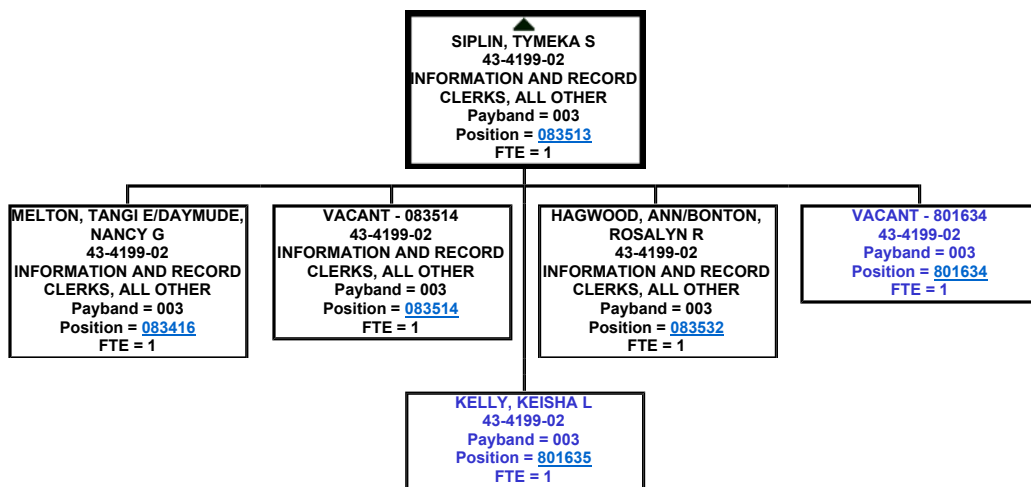 SIPLIN, TYMEKA S
43-4199-02
INFORMATION AND RECORD
CLERKS, ALL OTHER
Payband = 003
Position = 083513
FTE = 1
MELTON, TANGI E/DAYMUDE,
NANCY G
43-4199-02
INFORMATION AND RECORD
CLERKS, ALL OTHER
Payband = 003
Position = 083416
FTE = 1
VACANT - 083514
43-4199-02
INFORMATION AND RECORD
CLERKS, ALL OTHER
Payband = 003
Position = 083514
FTE = 1
HAGWOOD, ANN/BONTON,
ROSALYN R
43-4199-02
INFORMATION AND RECORD
CLERKS, ALL OTHER
Payband = 003
Position = 083532
FTE = 1
VACANT - 801634
43-4199-02
Payband = 003
Position = 801634
FTE = 1
KELLY, KEISHA L
43-4199-02
Payband = 003
Position = 801635
FTE = 1